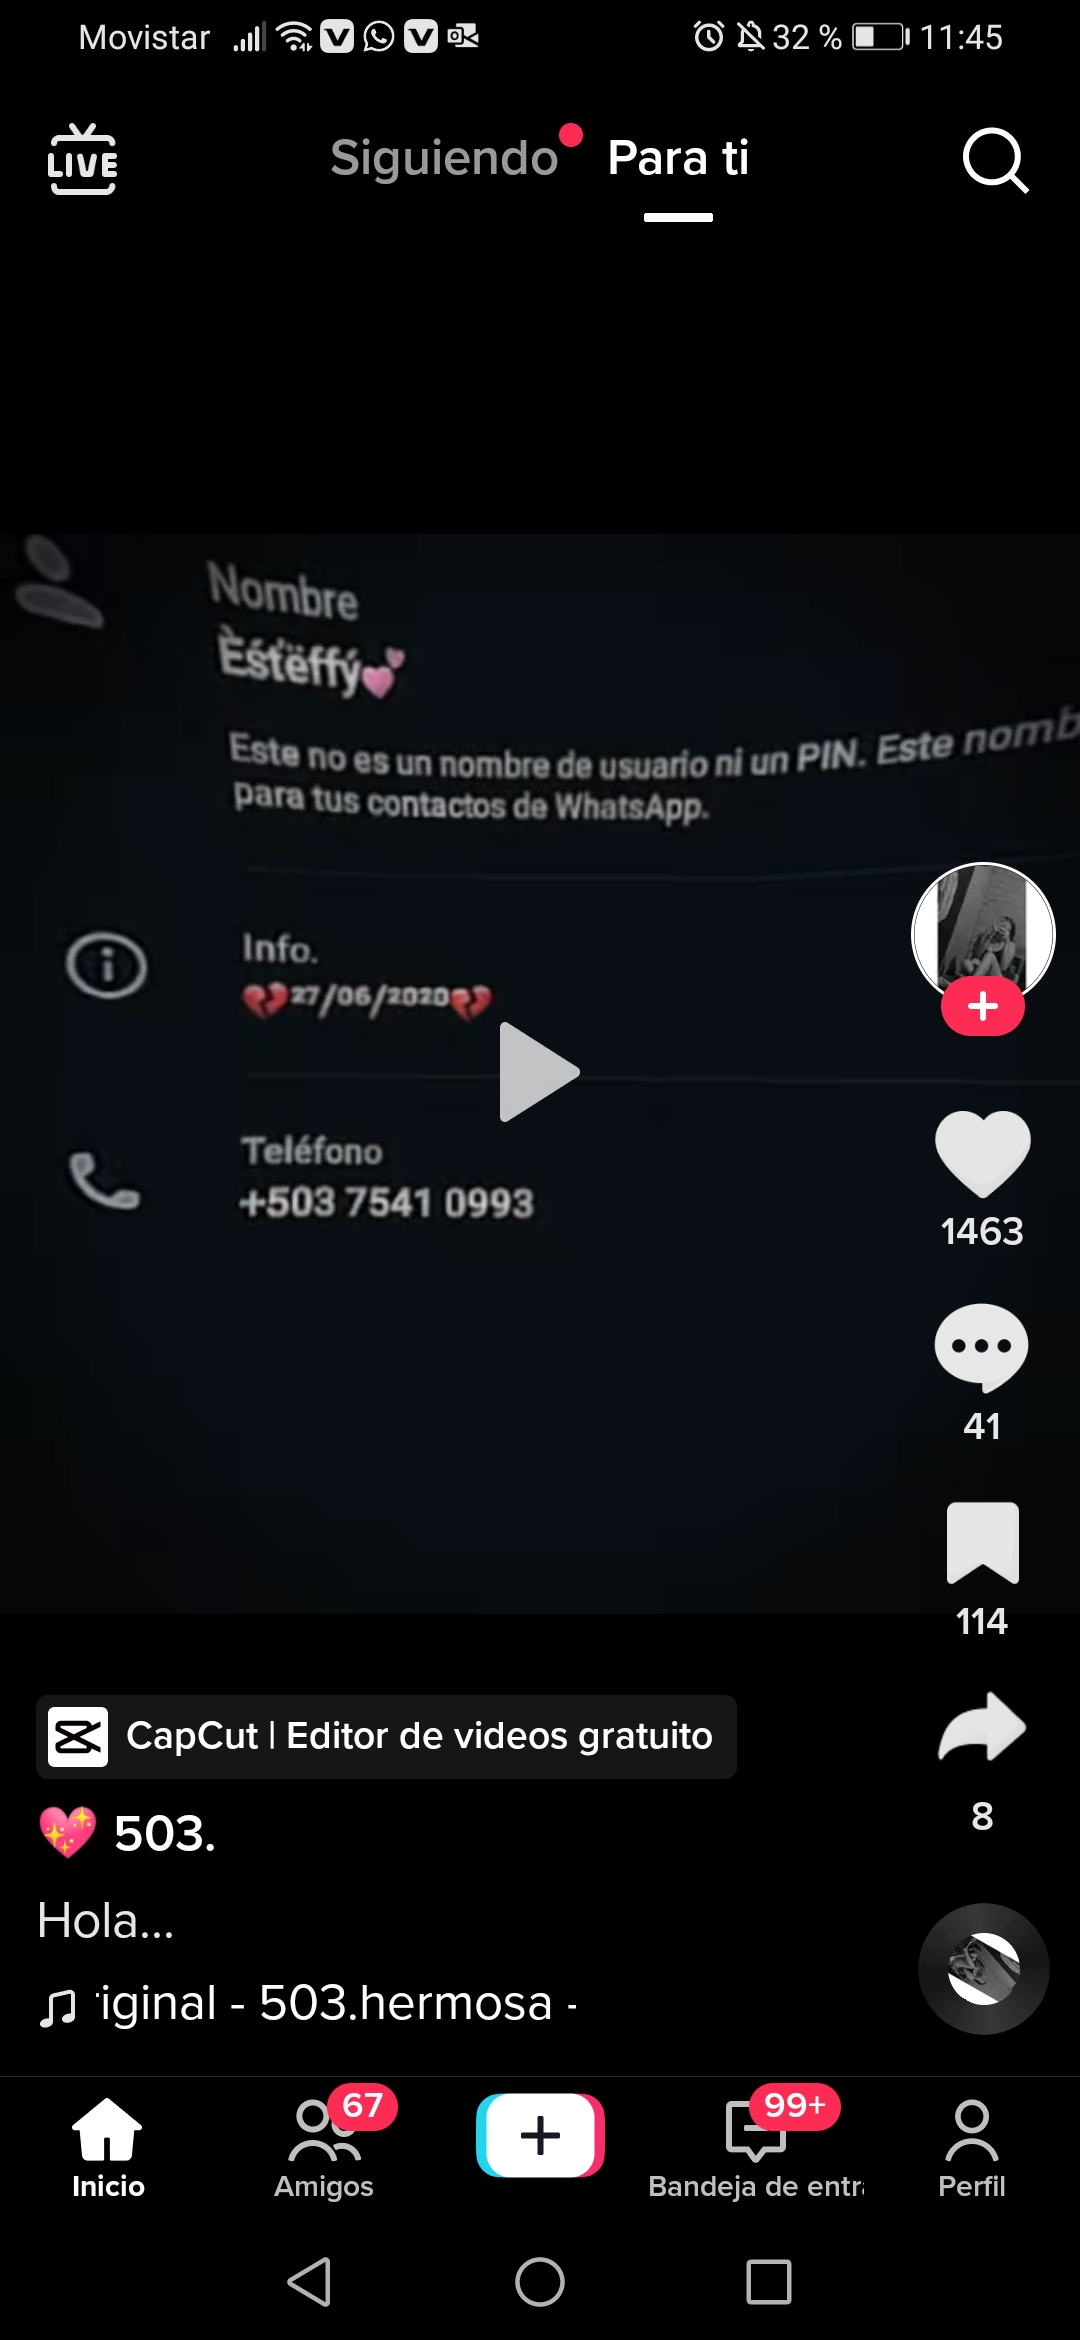 Movistar 32 % 11:45
LIVE Siguiendo Para ti
Nombre
Èśtëffý💕
Este no es un nombre de usuario ni un PIN. Este nomb
para tus contactos de WhatsApp.
Info.
💔27/06/2020💔
Teléfono
+503 7541 0993
1463
41
114
CapCut | Editor de videos gratuito
8
💖 503.
Hola...
iginal - 503.hermosa -
67 99+
Inicio Amigos Bandeja de entra Perfil